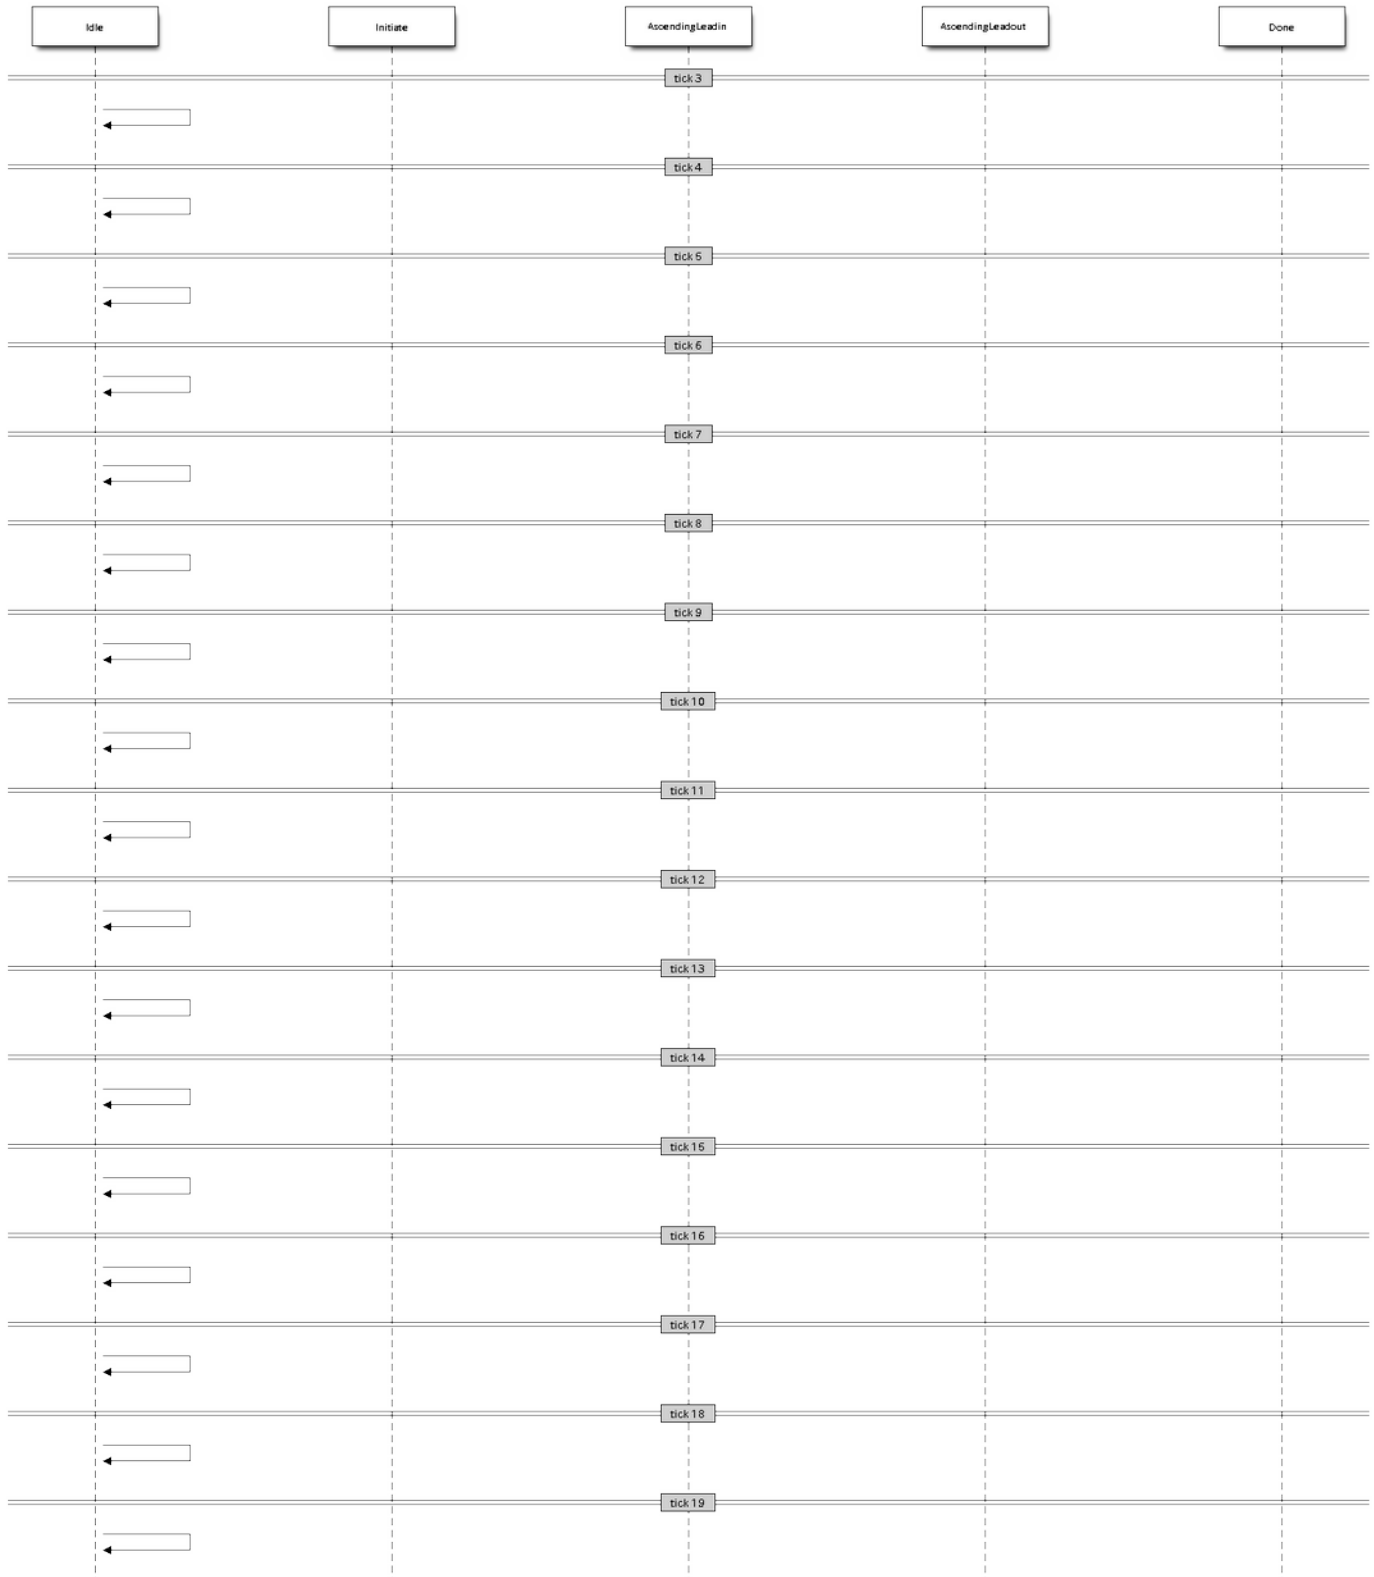 Idle
Initiate
AscendingLeadin
AscendingLeadout
Done
tick 3
tick 4
tick 5
tick 6
tick 7
tick 8
tick 9
tick 10
tick 11
tick 12
tick 13
tick 14
tick 15
tick 16
tick 17
tick 18
tick 19